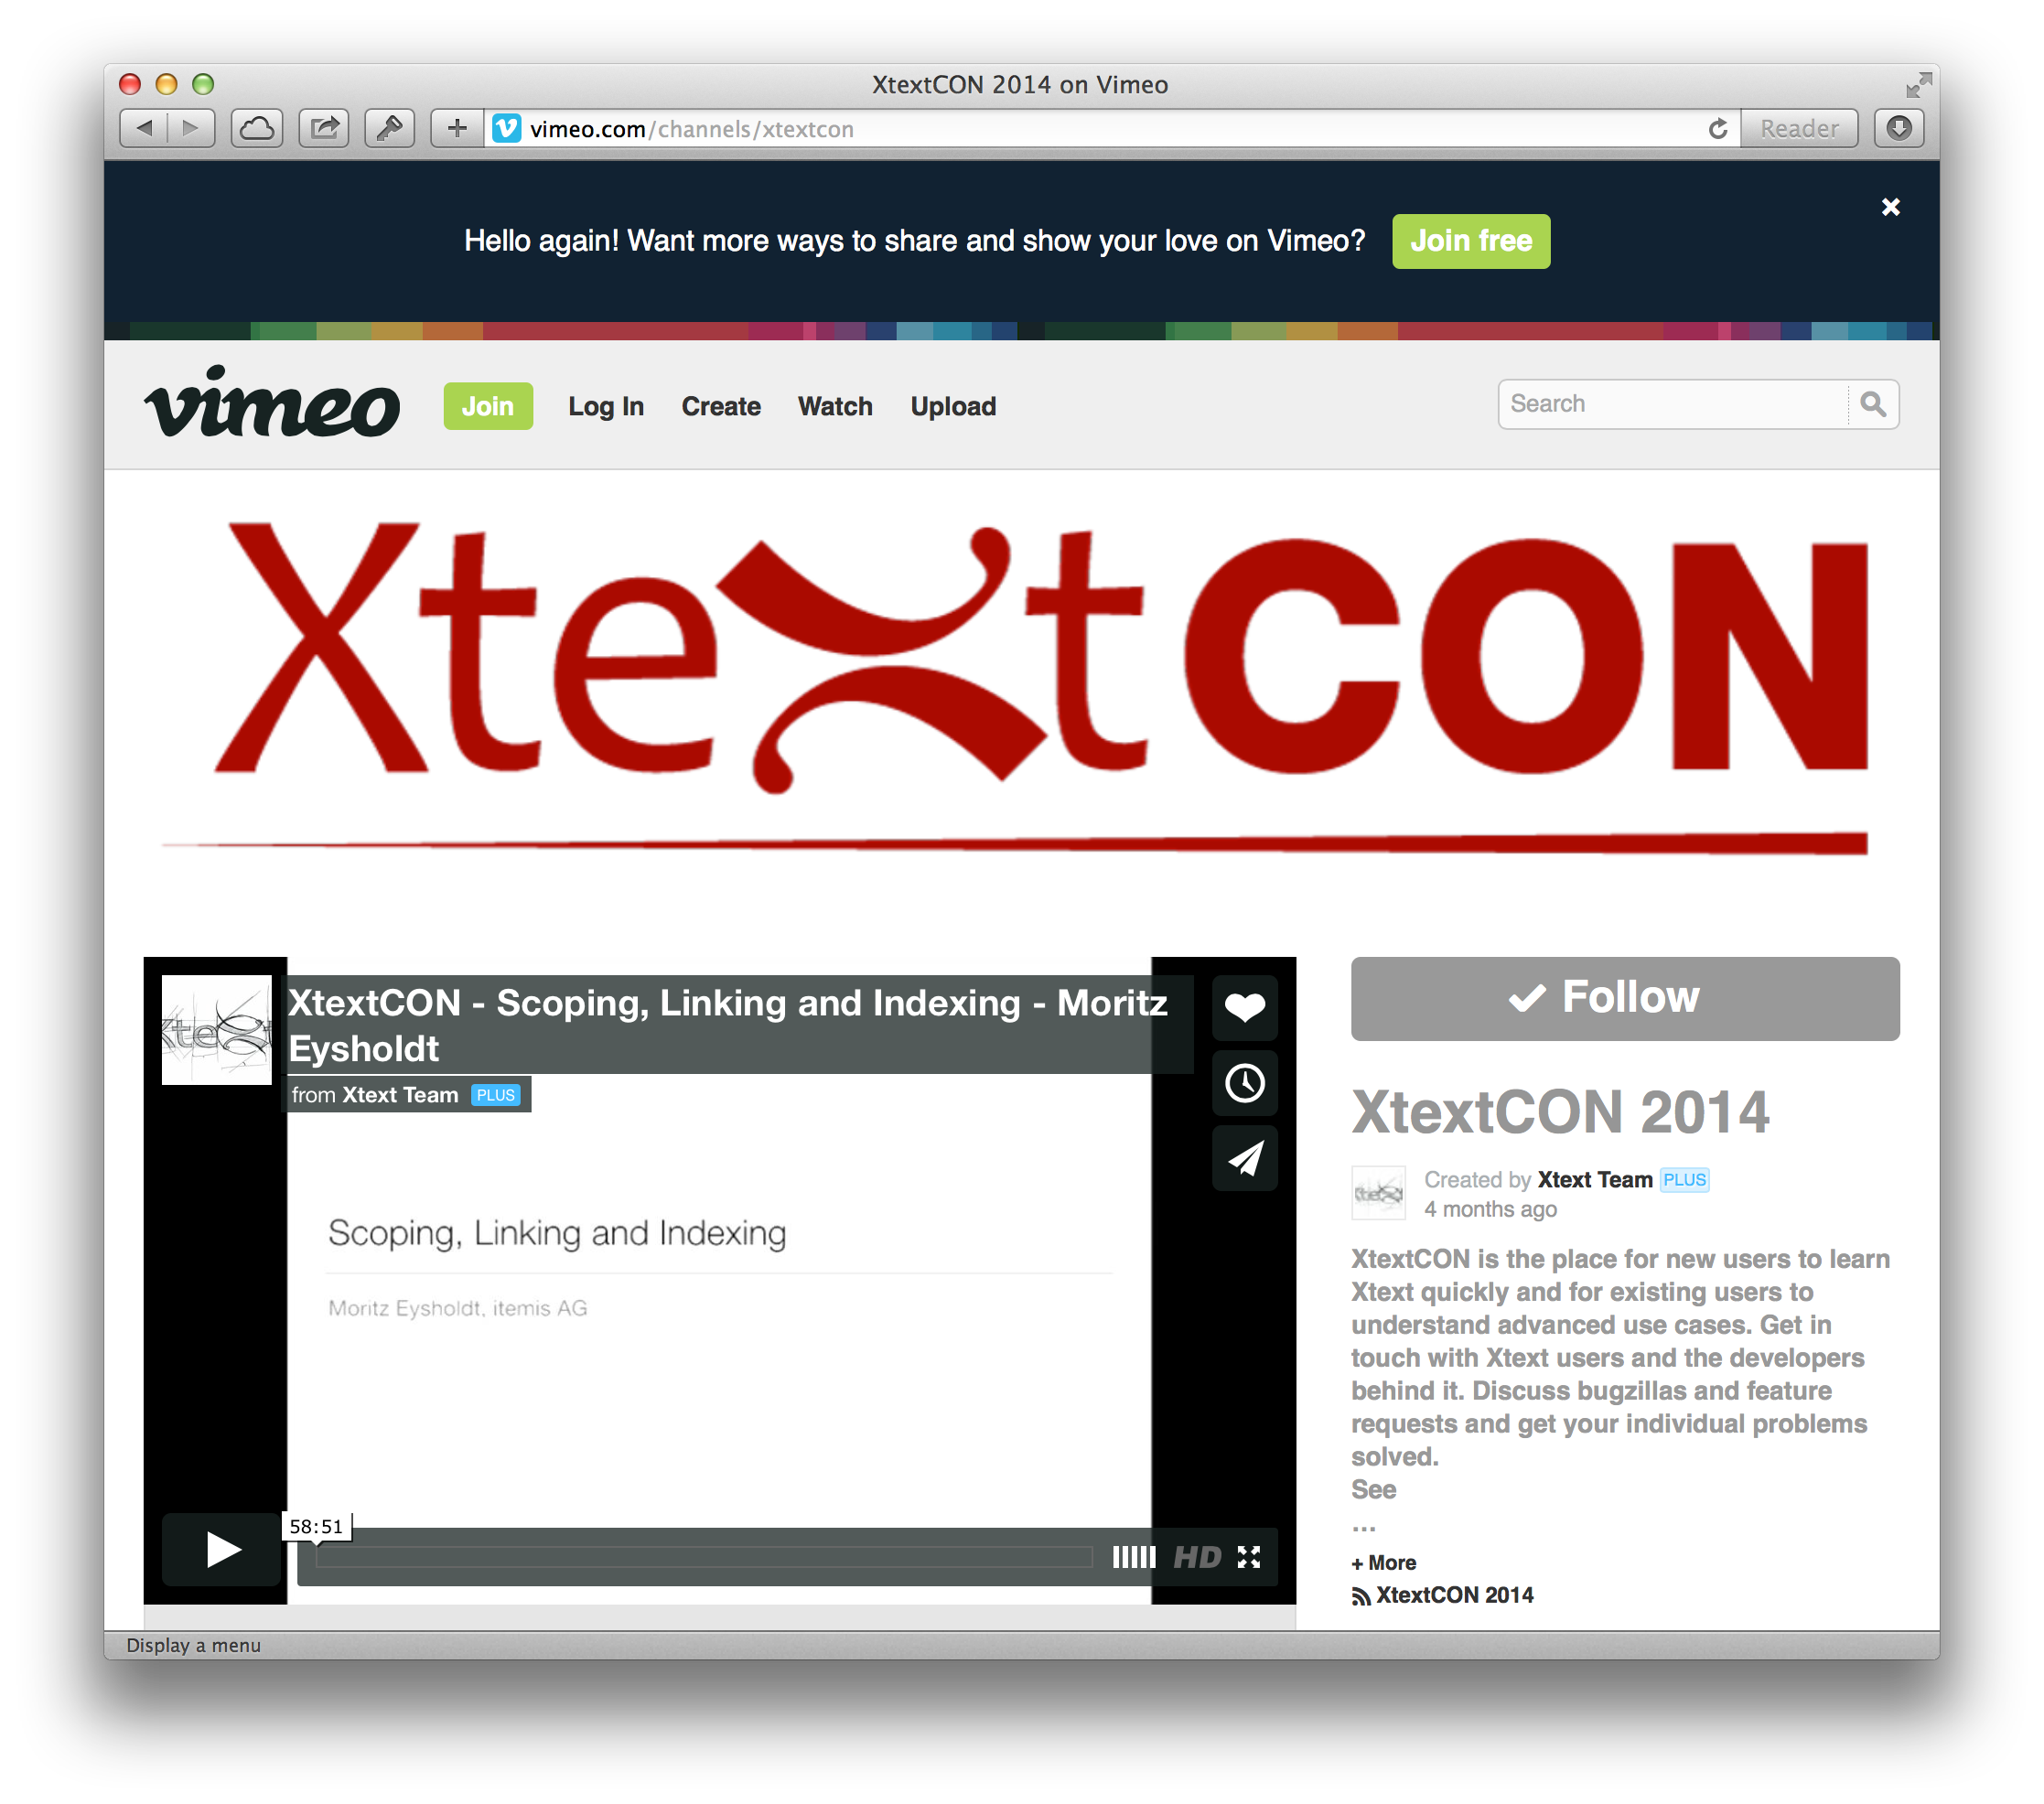 XtextCON 2014 on Vimeo
vimeo.com/channels/xtextcon
Reader
Hello again! Want more ways to share and show your love on Vimeo?
Join free
vimeo
Join
Log In
Create
Watch
Upload
Search
XtextCON
Xtext
XtextCON - Scoping, Linking and Indexing - Moritz
Eysholdt
from Xtext Team PLUS
Scoping, Linking and Indexing
Moritz Eysholdt, itemis AG
58:51
HD
Follow
XtextCON 2014
Xtext
Created by Xtext Team PLUS
4 months ago
XtextCON is the place for new users to learn
Xtext quickly and for existing users to
understand advanced use cases. Get in
touch with Xtext users and the developers
behind it. Discuss bugzillas and feature
requests and get your individual problems
solved.
See
...
+ More
XtextCON 2014
Display a menu